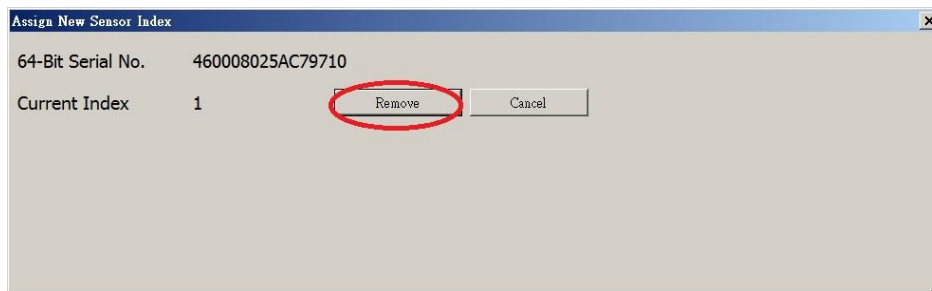 Assign New Sensor Index
64-Bit Serial No. 460008025AC79710
Current Index 1 Remove Cancel